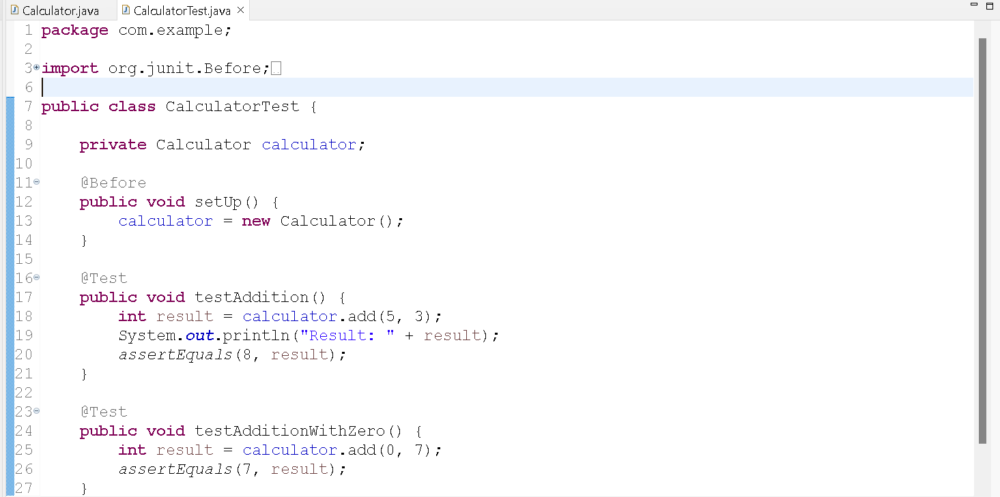 Calculator.java CalculatorTest.java
1 package com.example;
2
3 import org.junit.Before;
6
7 public class CalculatorTest {
8
9     private Calculator calculator;
10
11     @Before
12     public void setUp() {
13         calculator = new Calculator();
14     }
15
16     @Test
17     public void testAddition() {
18         int result = calculator.add(5, 3);
19         System.out.println("Result: " + result);
20         assertEquals(8, result);
21     }
22
23     @Test
24     public void testAdditionWithZero() {
25         int result = calculator.add(0, 7);
26         assertEquals(7, result);
27     }